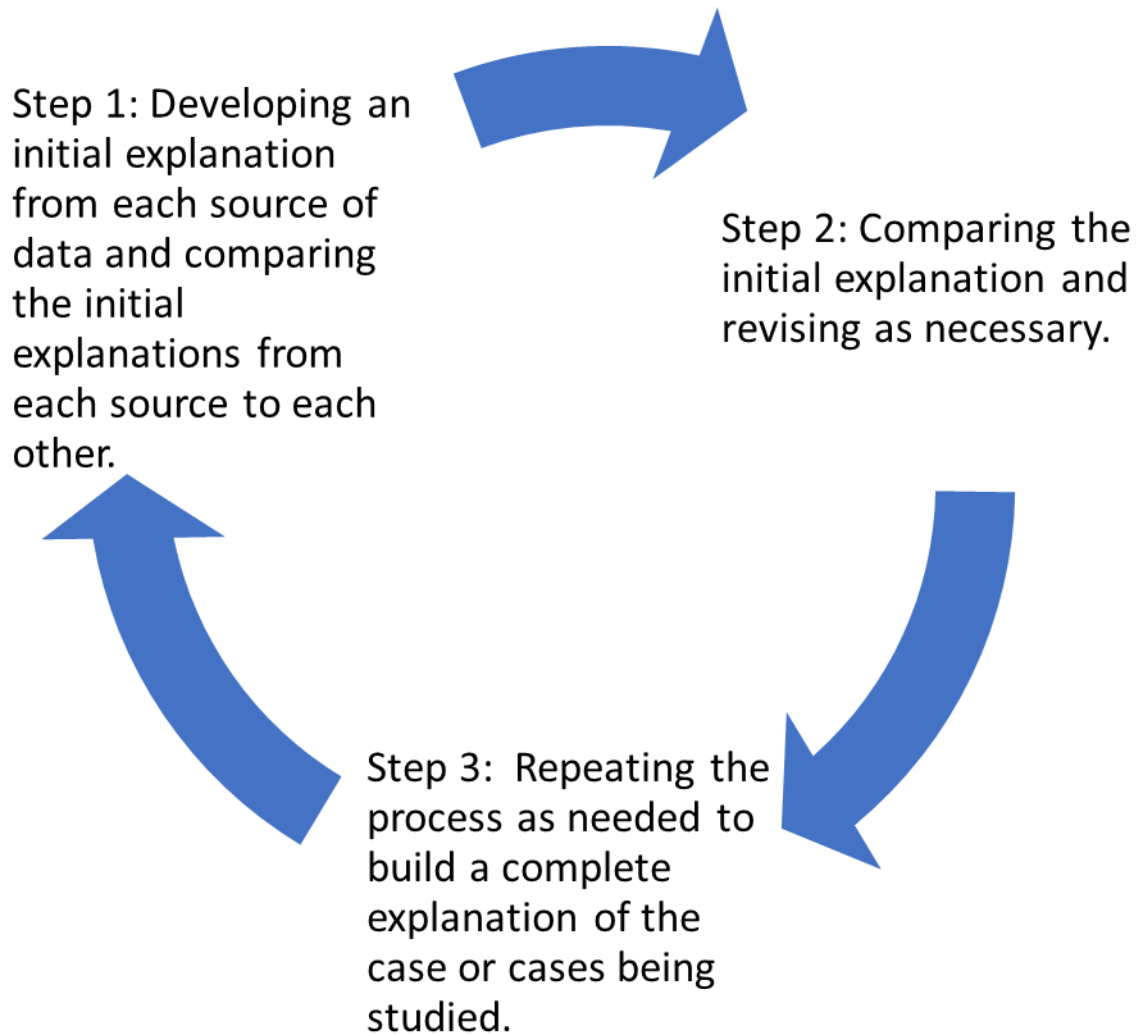 Step 1: Developing an
initial explanation
from each source of
data and comparing
the initial
explanations from
each source to each
other.
Step 2: Comparing the
initial explanation and
revising as necessary.
Step 3:  Repeating the
process as needed to
build a complete
explanation of the
case or cases being
studied.